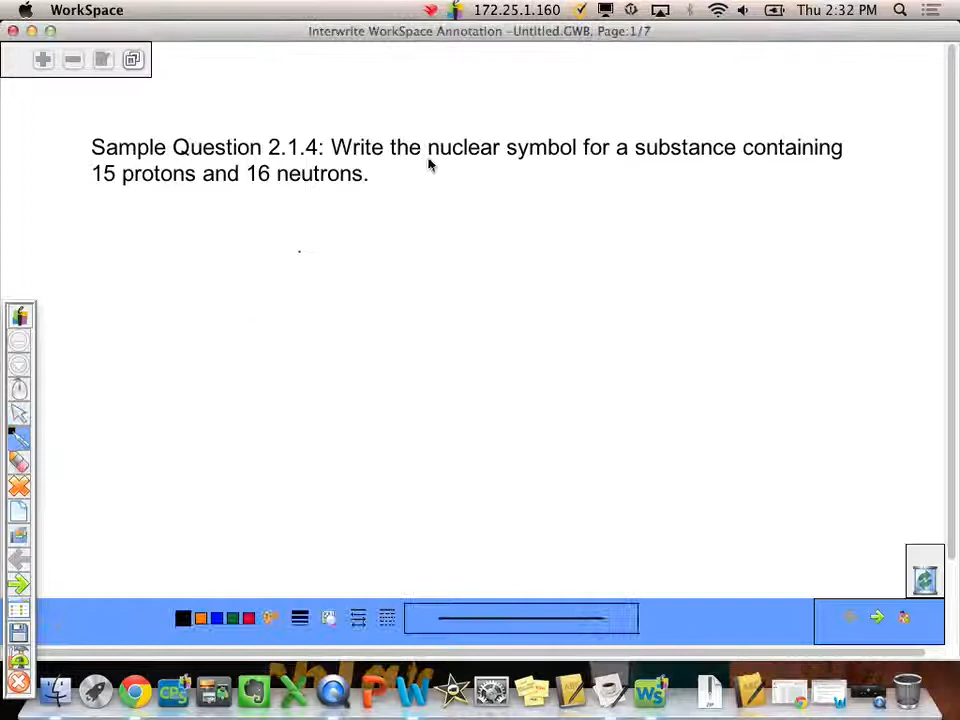 WorkSpace
172.25.1.160
Thu 2:32 PM
Interwrite WorkSpace Annotation -Untitled.GWB, Page:1/7
Sample Question 2.1.4: Write the nuclear symbol for a substance containing
15 protons and 16 neutrons.